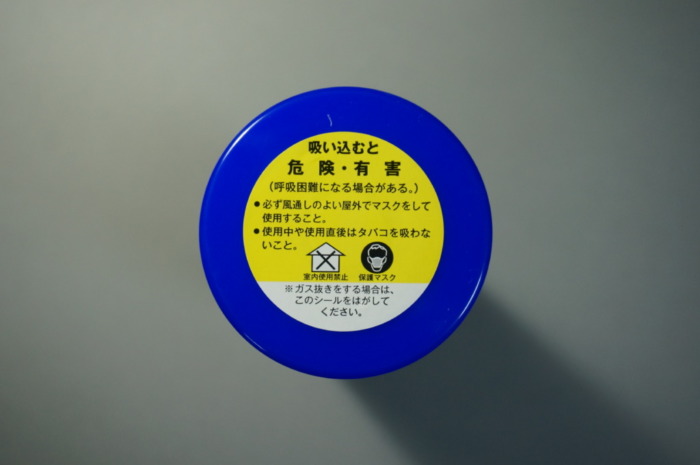 吸い込むと
危険・有害
(呼吸困難になる場合がある。)
●必ず風通しのよい屋外でマスクをして
使用すること。
●使用中や使用直後はタバコを吸わな
いこと。
室内使用禁止 保護マスク
※ガス抜きをする場合は、
このシールをはがして
ください。